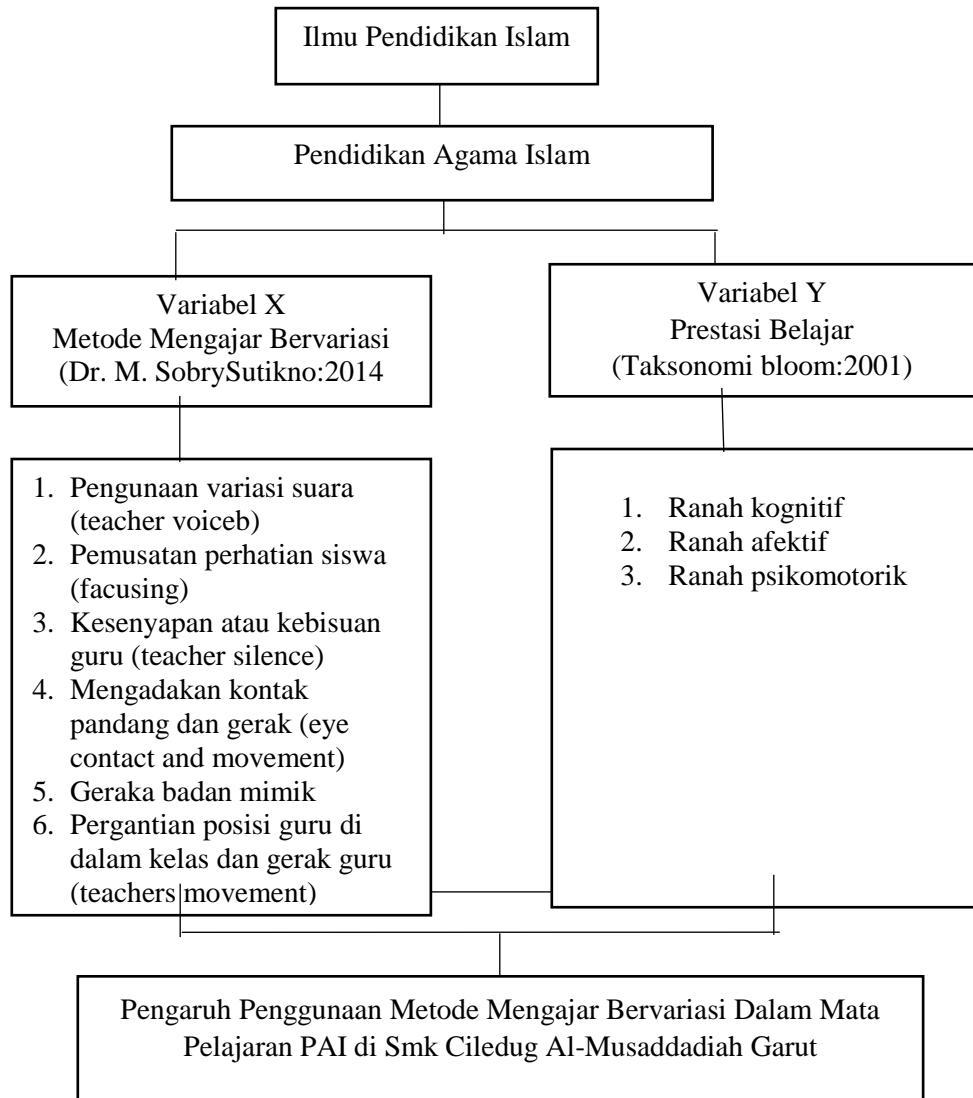 Ilmu Pendidikan Islam
Pendidikan Agama Islam
Variabel X
Metode Mengajar Bervariasi
(Dr. M. SobrySutikno:2014
Variabel Y
Prestasi Belajar
(Taksonomi bloom:2001)
1. Pengunaan variasi suara
(teacher voiceb)
2. Pemusatan perhatian siswa
(facusing)
3. Kesenyapan atau kebisuan
guru (teacher silence)
4. Mengadakan kontak
pandang dan gerak (eye
contact and movement)
5. Geraka badan mimik
6. Pergantian posisi guru di
dalam kelas dan gerak guru
(teachers movement)
1. Ranah kognitif
2. Ranah afektif
3. Ranah psikomotorik
Pengaruh Penggunaan Metode Mengajar Bervariasi Dalam Mata
Pelajaran PAI di Smk Ciledug Al-Musaddadiah Garut